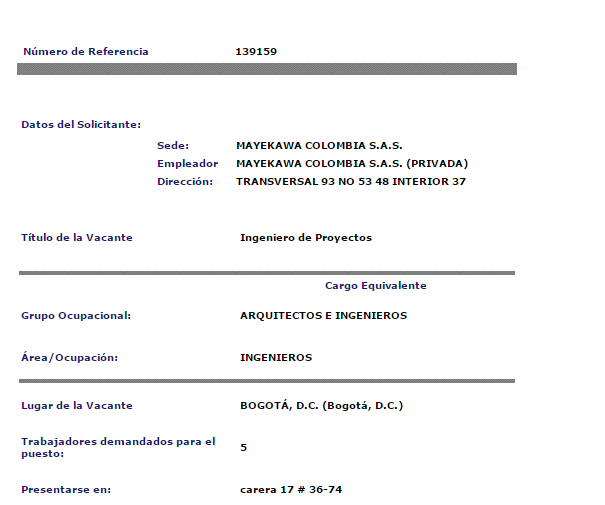 Número de Referencia 139159
Datos del Solicitante:
Sede: MAYEKAWA COLOMBIA S.A.S.
Empleador MAYEKAWA COLOMBIA S.A.S. (PRIVADA)
Dirección: TRANSVERSAL 93 NO 53 48 INTERIOR 37
Título de la Vacante Ingeniero de Proyectos
Cargo Equivalente
Grupo Ocupacional: ARQUITECTOS E INGENIEROS
Área/Ocupación: INGENIEROS
Lugar de la Vacante BOGOTÁ, D.C. (Bogotá, D.C.)
Trabajadores demandados para el
puesto: 5
Presentarse en: carera 17 # 36-74